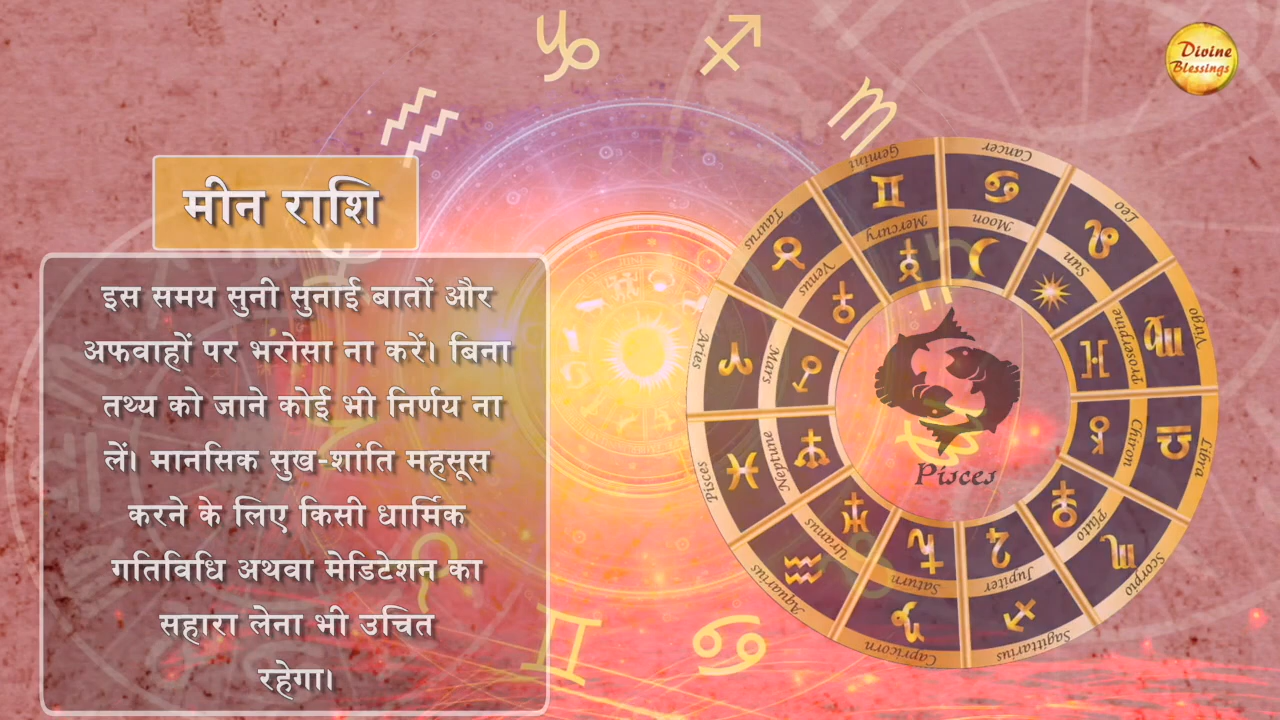 Divine
Blessings
मीन राशि
इस समय सुनी सुनाई बातों और
अफवाहों पर भरोसा ना करें। बिना
तथ्य को जाने कोई भी निर्णय ना
लें। मानसिक सुख-शांति महसूस
करने के लिए किसी धार्मिक
गतिविधि अथवा मेडिटेशन का
सहारा लेना भी उचित
रहेगा।
Gemini
Cancer
Leo
Virgo
Libra
Scorpio
Sagittarius
Capricorn
Aquarius
Pisces
Aries
Taurus
Mercury
Moon
Sun
Proserpine
Chiron
Pluto
Jupiter
Saturn
Uranus
Neptune
Mars
Venus
Pisces